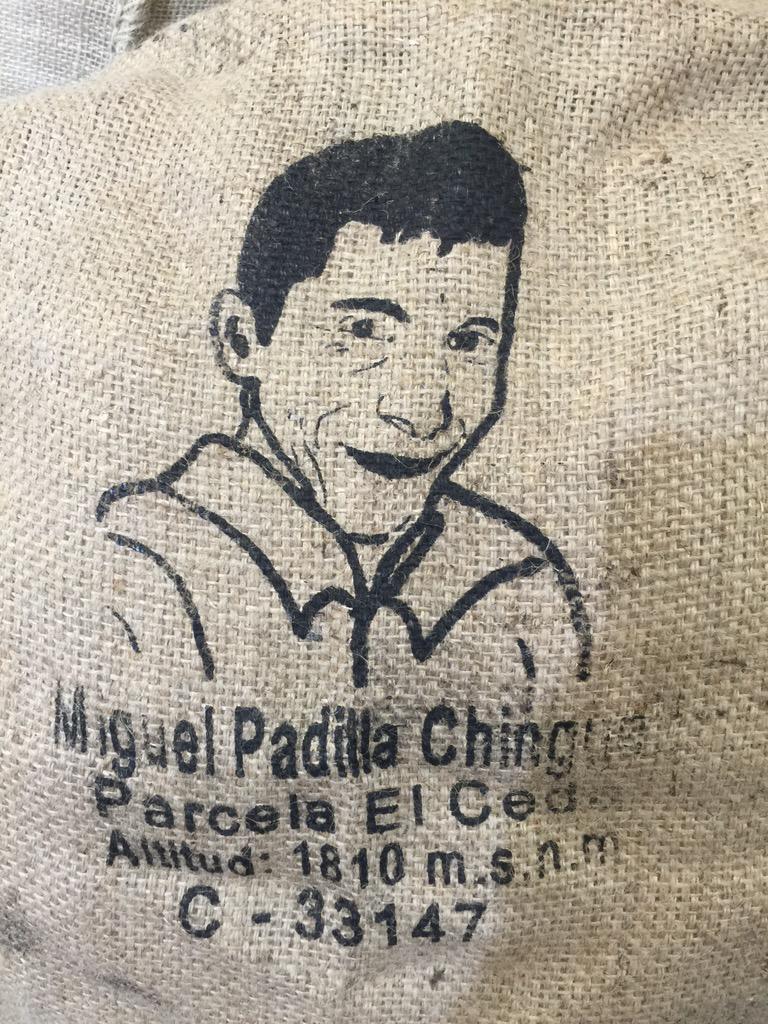 Miguel Padilla
Parcela El
Altitud: 1810 m.s.n.m
C - 33147